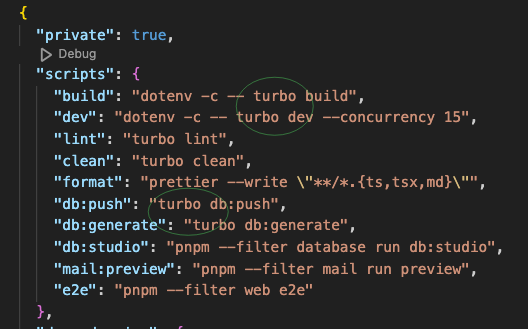 {
"private": true,
Debug
"scripts": {
"build": "dotenv -c -- turbo build",
"dev": "dotenv -c -- turbo dev --concurrency 15",
"lint": "turbo lint",
"clean": "turbo clean",
"format": "prettier --write \"**/*.{ts,tsx,md}\"",
"db:push": "turbo db:push",
"db:generate": "turbo db:generate",
"db:studio": "pnpm --filter database run db:studio",
"mail:preview": "pnpm --filter mail run preview",
"e2e": "pnpm --filter web e2e"
},